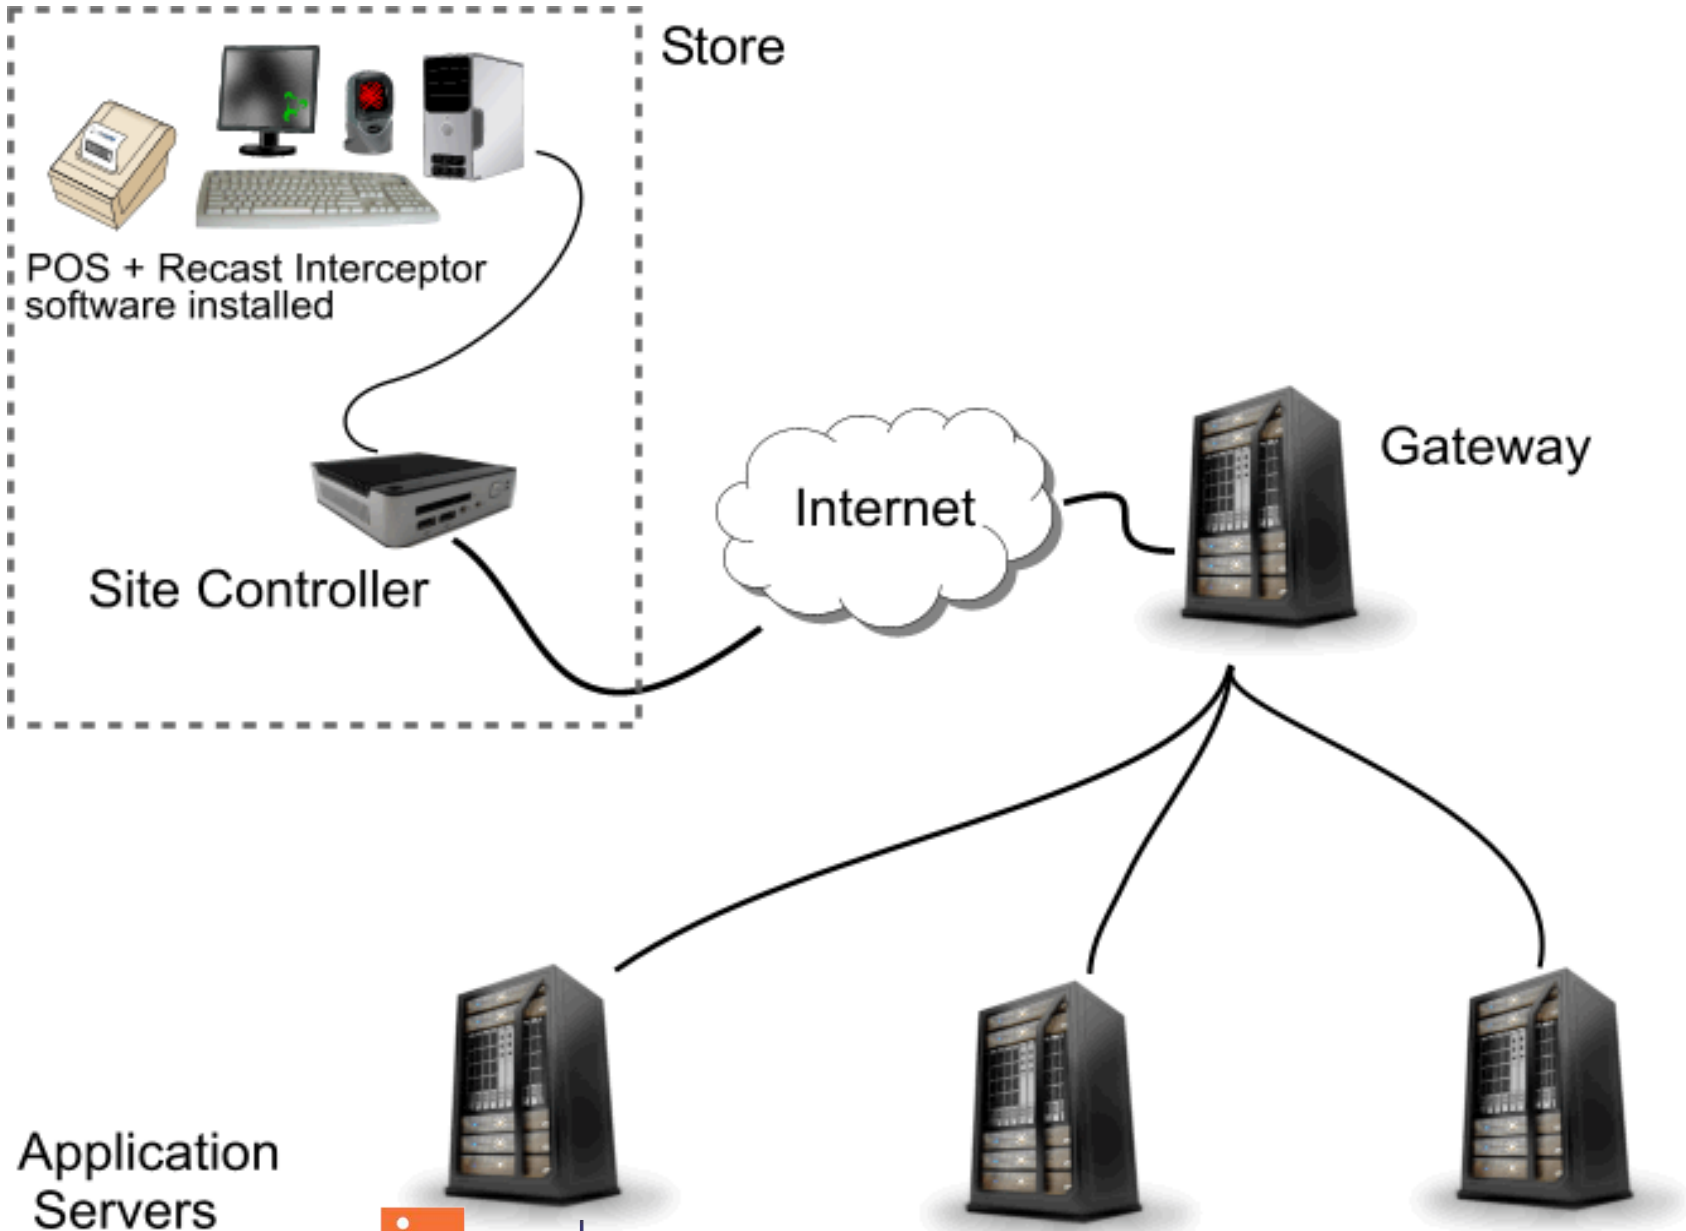 Store
POS + Recast Interceptor
software installed
Internet
Gateway
Site Controller
Application
Servers